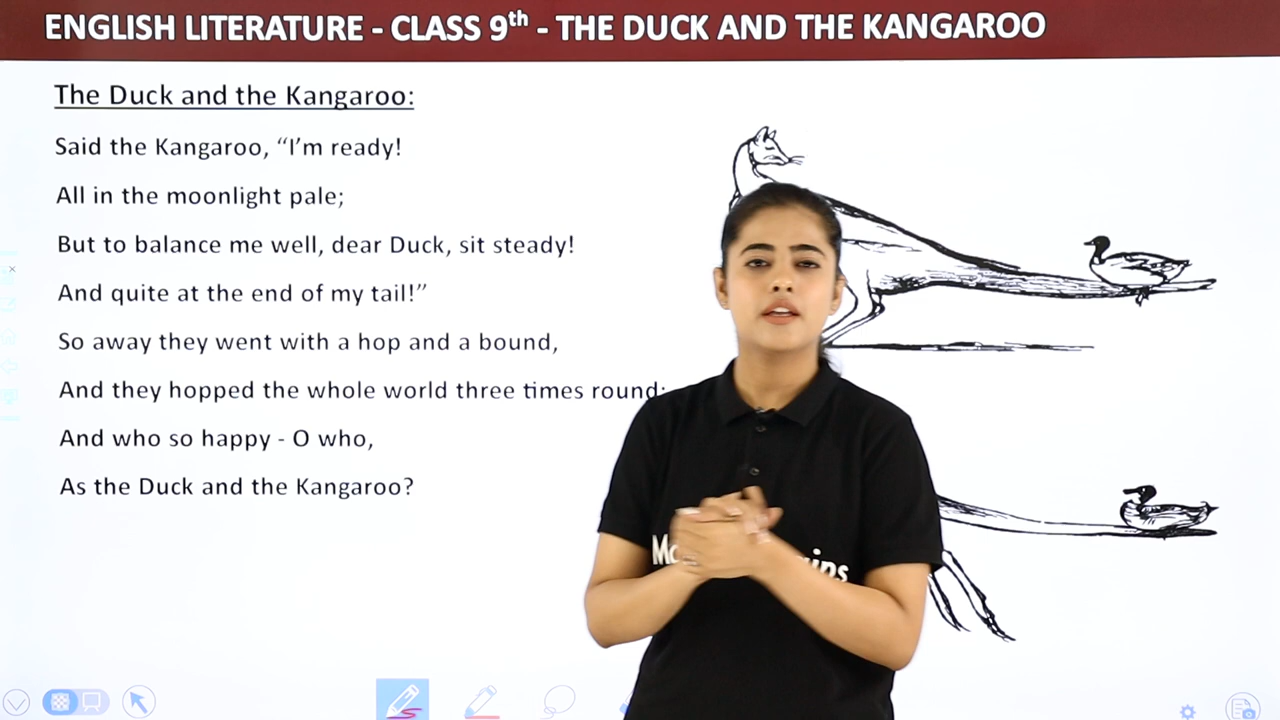 ENGLISH LITERATURE - CLASS 9th - THE DUCK AND THE KANGAROO
The Duck and the Kangaroo:
Said the Kangaroo, “I’m ready!
All in the moonlight pale;
But to balance me well, dear Duck, sit steady!
And quite at the end of my tail!”
So away they went with a hop and a bound,
And they hopped the whole world three times round;
And who so happy - O who,
As the Duck and the Kangaroo?